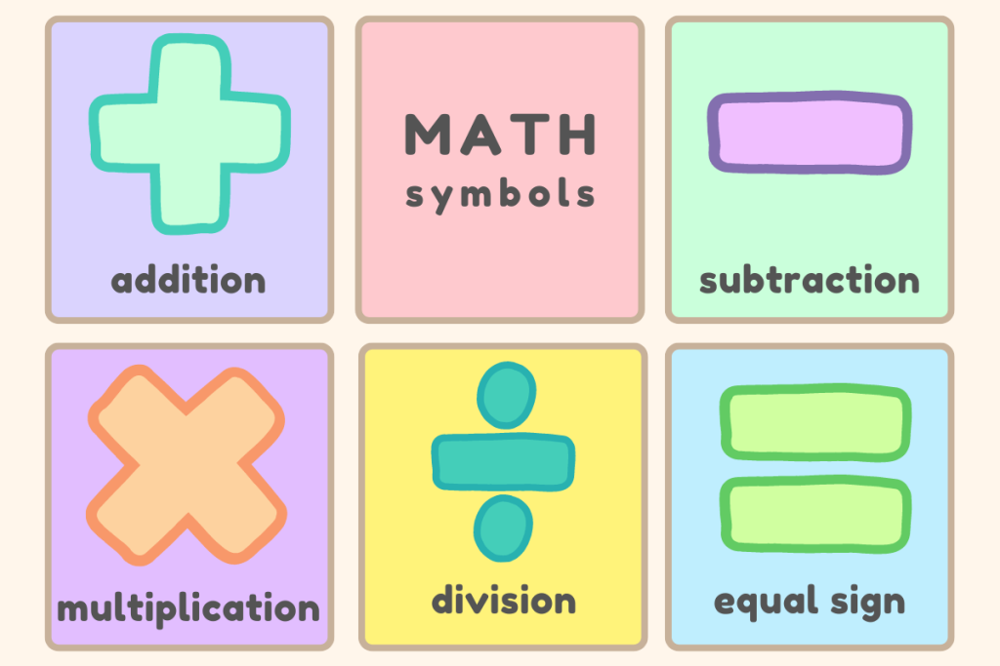 addition
MATH
symbols
subtraction
multiplication
division
equal sign